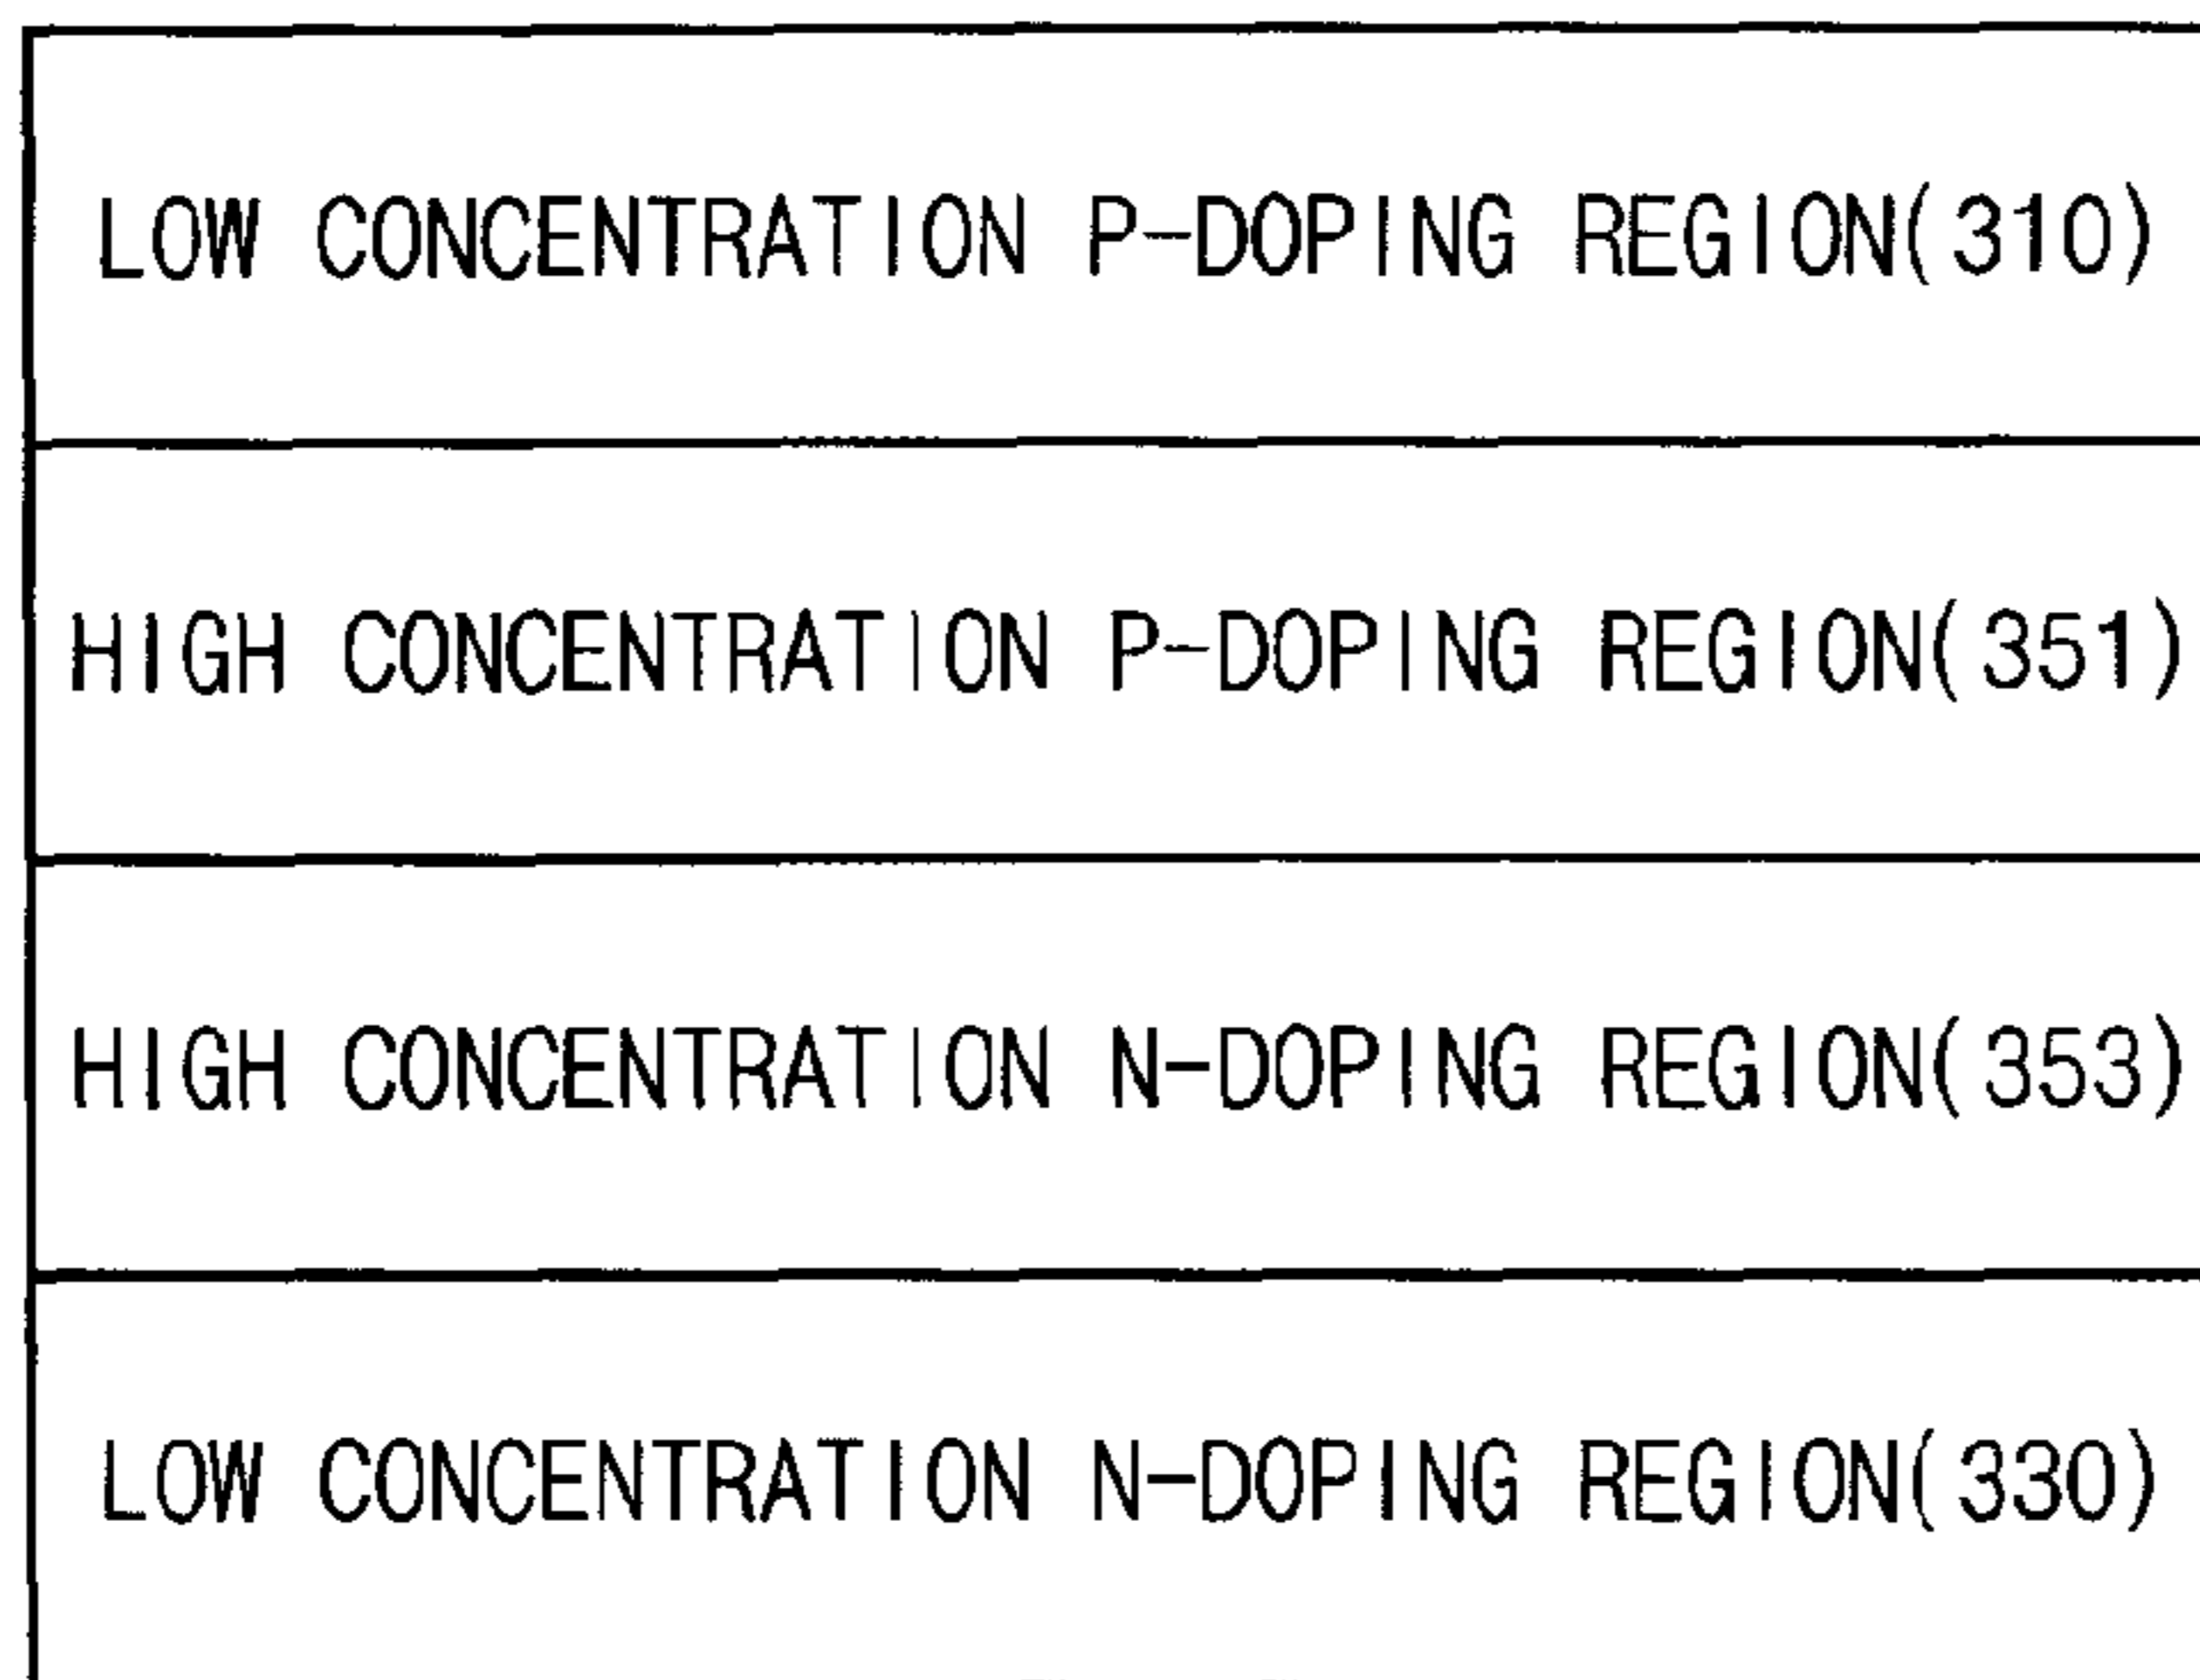 LOW CONCENTRATION P-DOPING REGION(310)
HIGH CONCENTRATION P-DOPING REGION(351)
HIGH CONCENTRATION N-DOPING REGION(353)
LOW CONCENTRATION N-DOPING REGION(330)